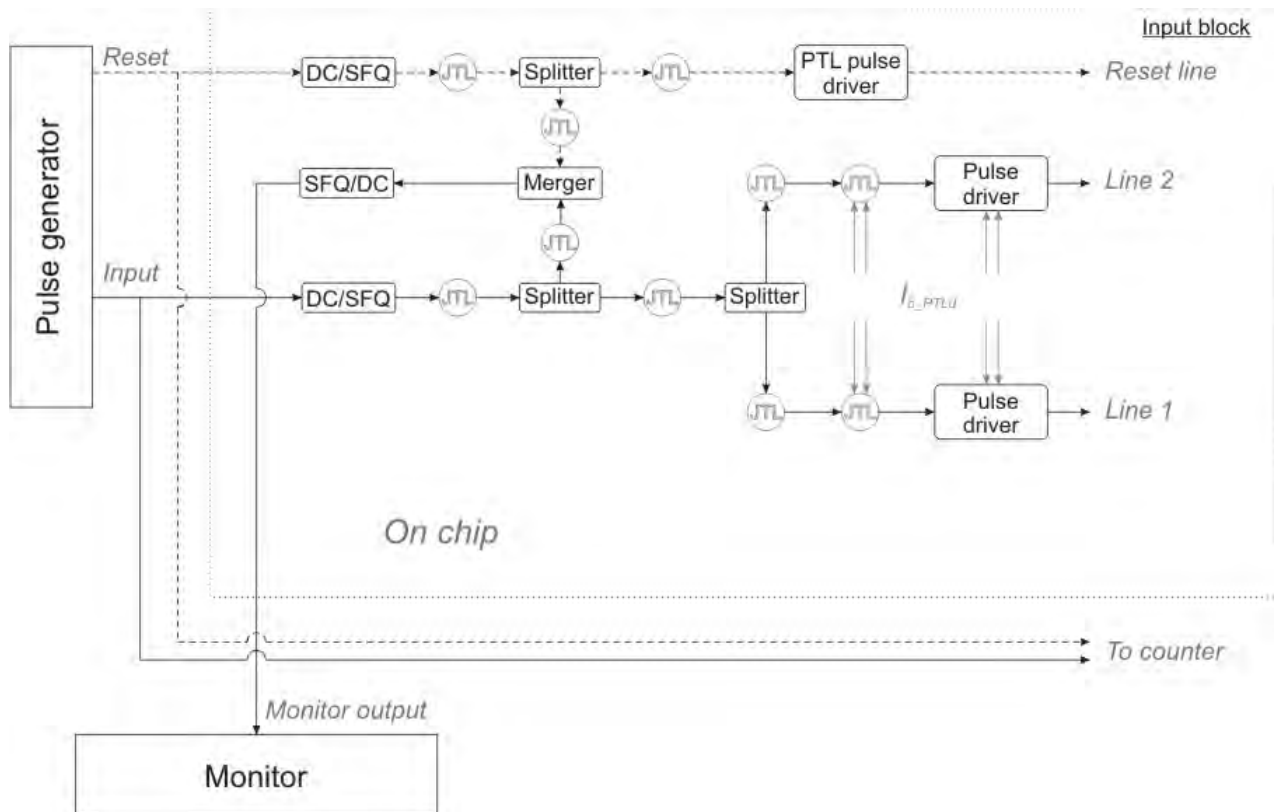 Input block
Reset
DC/SFQ
JTL
Splitter
JTL
PTL pulse
driver
Reset line
JTL
Pulse generator
SFQ/DC
Merger
JTL
JTL
Pulse
driver
Line 2
JTL
Input
DC/SFQ
JTL
Splitter
JTL
Splitter
JTL
JTL
Pulse
driver
Line 1
On chip
To counter
Monitor output
Monitor